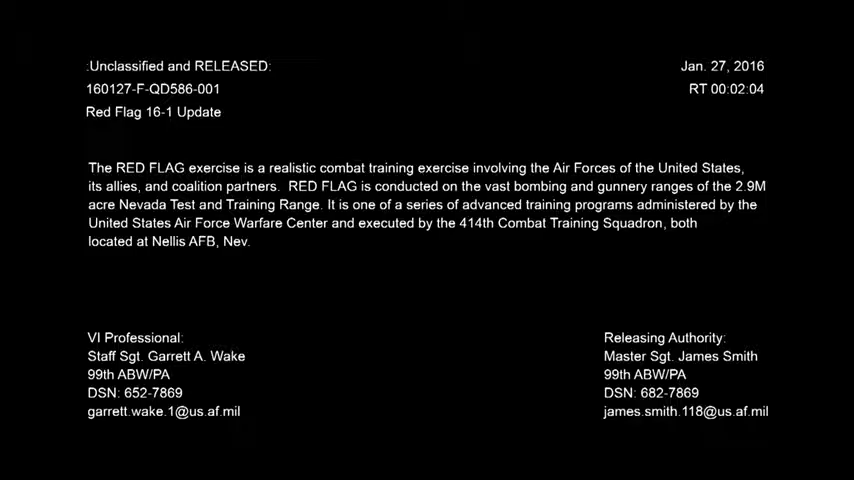 :Unclassified and RELEASED:
160127-F-QD586-001
Red Flag 16-1 Update
Jan. 27, 2016
RT 00:02:04
The RED FLAG exercise is a realistic combat training exercise involving the Air Forces of the United States,
its allies, and coalition partners.  RED FLAG is conducted on the vast bombing and gunnery ranges of the 2.9M
acre Nevada Test and Training Range. It is one of a series of advanced training programs administered by the
United States Air Force Warfare Center and executed by the 414th Combat Training Squadron, both
located at Nellis AFB, Nev.
VI Professional:
Staff Sgt. Garrett A. Wake
99th ABW/PA
DSN: 652-7869
garrett.wake.1@us.af.mil
Releasing Authority:
Master Sgt. James Smith
99th ABW/PA
DSN: 682-7869
james.smith.118@us.af.mil